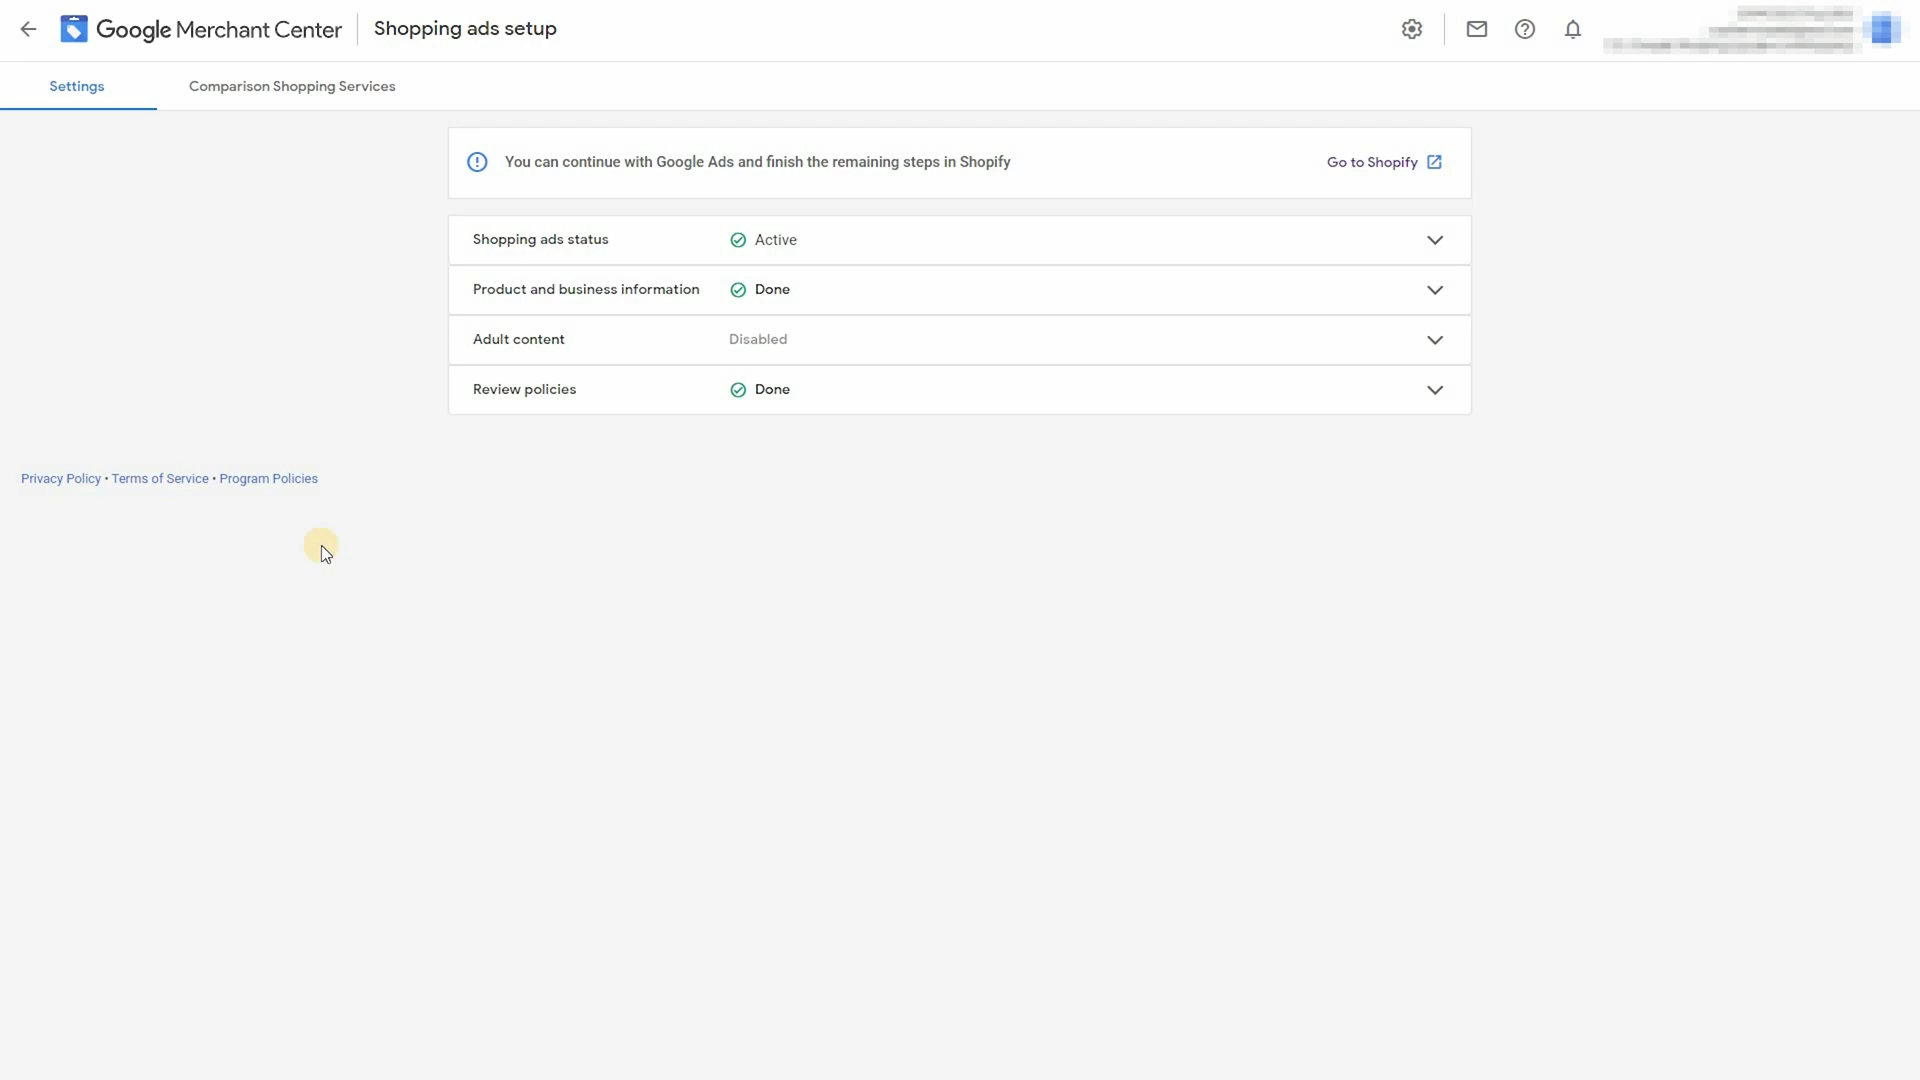 Google Merchant Center
Shopping ads setup
Settings
Comparison Shopping Services
You can continue with Google Ads and finish the remaining steps in Shopify
Go to Shopify
Shopping ads status
Active
Product and business information
Done
Adult content
Disabled
Review policies
Done
Privacy Policy • Terms of Service • Program Policies